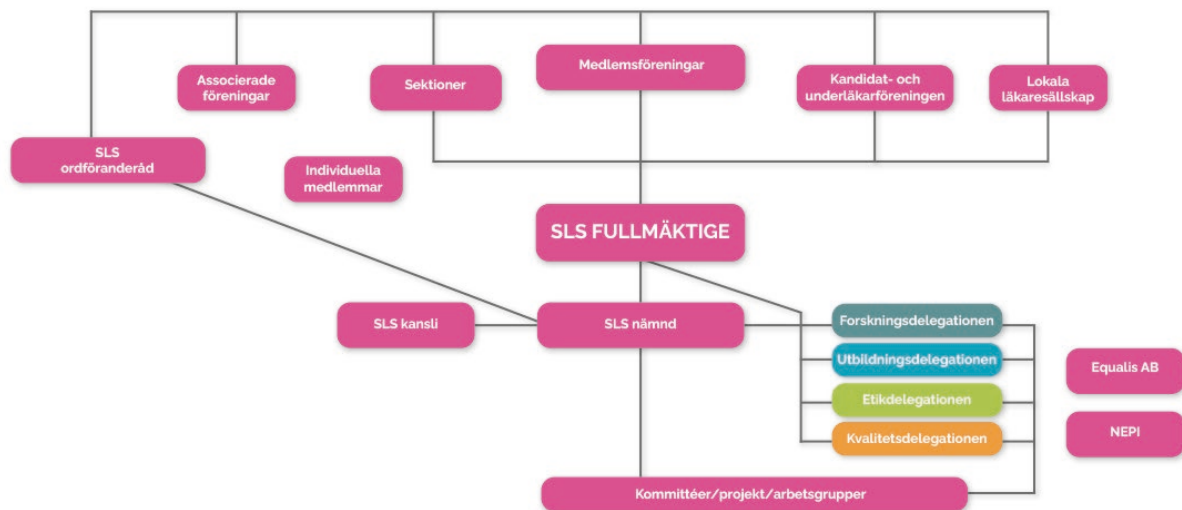 Associerade
föreningar
Sektioner
Medlemsföreningar
Kandidat- och
underläkarföreningen
Lokala
läkaresällskap
SLS
ordföranderåd
Individuella
medlemmar
SLS FULLMÄKTIGE
SLS kansli
SLS nämnd
Forskningsdelegationen
Utbildningsdelegationen
Etikdelegationen
Kvalitetsdelegationen
Equalis AB
NEPI
Kommittéer/projekt/arbetsgrupper